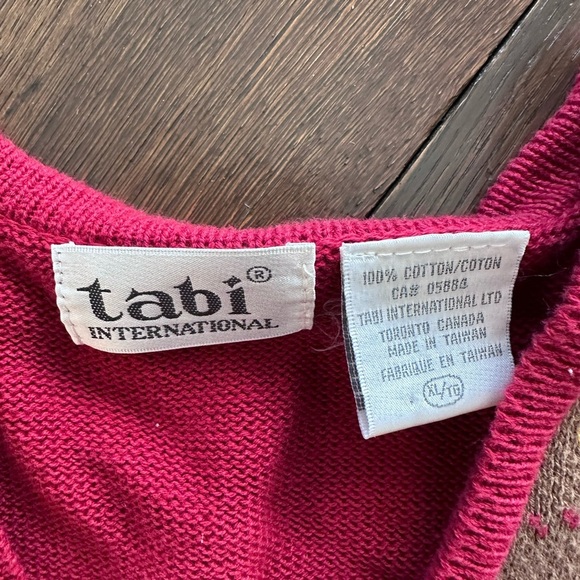 tabi®
INTERNATIONAL
100% COTTON/COTON
CA# 05884
TABI INTERNATIONAL LTD
TORONTO CANADA
MADE IN TAIWAN
FABRIQUE EN TAIWAN
XL/TG